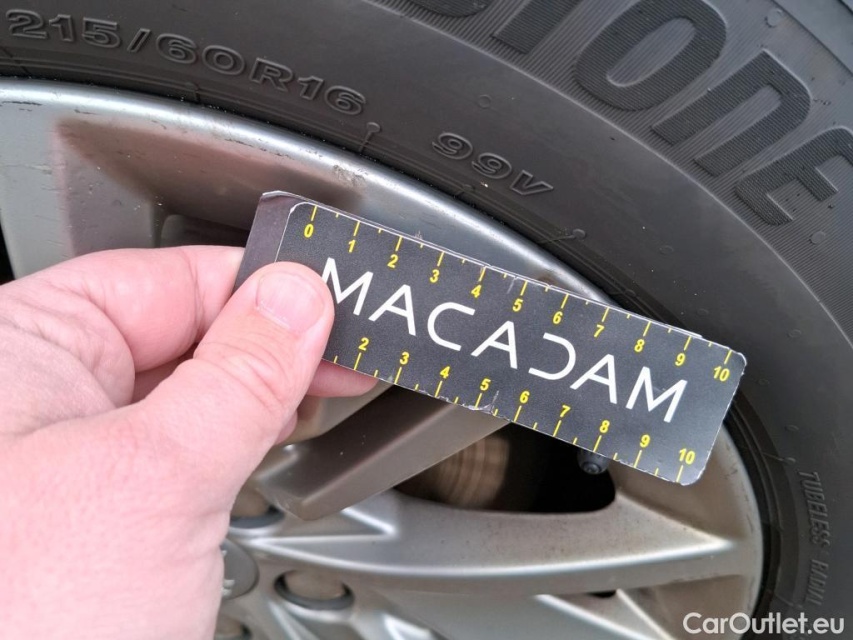 215/60R16
99V
0 1 2 3 4 5 6 7 8 9 10
MACADAM
2 3 4 5 6 7 8 9 10
TUBELESS
CarOutlet.eu